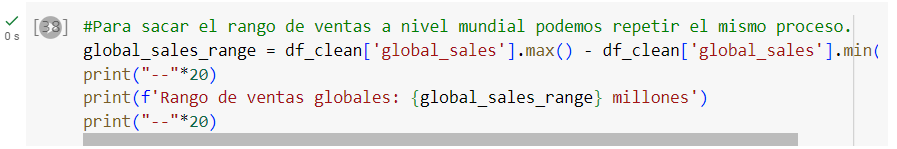 [38] #Para sacar el rango de ventas a nivel mundial podemos repetir el mismo proceso.
0 s global_sales_range = df_clean['global_sales'].max() - df_clean['global_sales'].min(
print("--"*20)
print(f'Rango de ventas globales: {global_sales_range} millones')
print("--"*20)